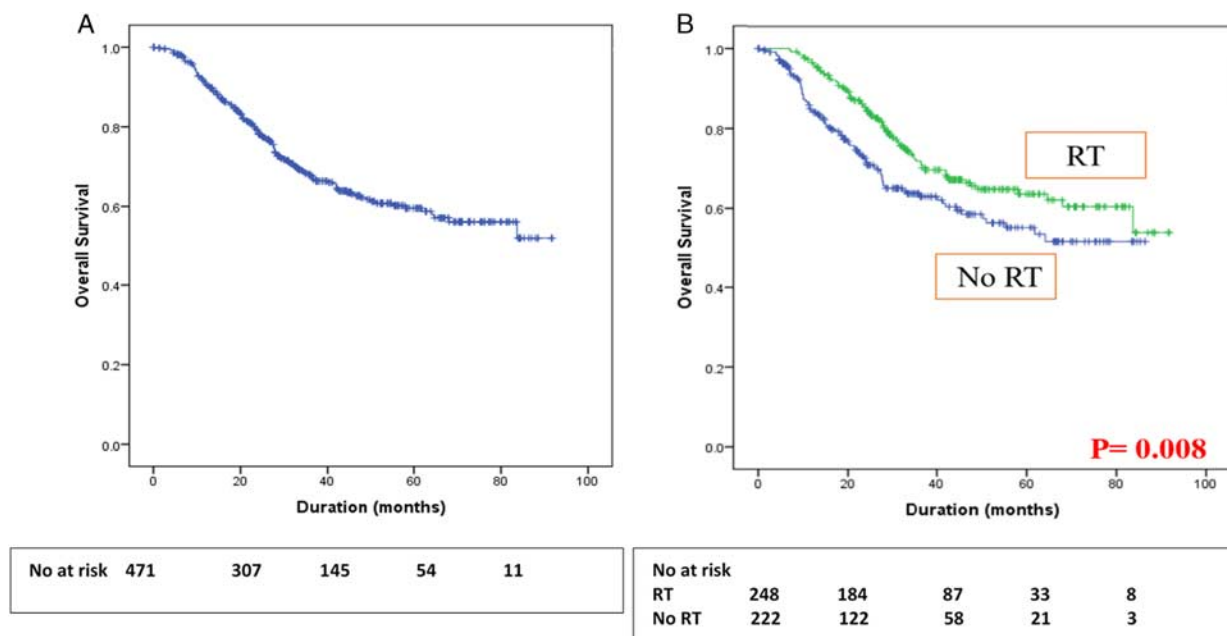 A
1.0
0.8
0.6
0.4
0.2
0.0
Overall Survival
0 20 40 60 80 100
Duration (months)
No at risk 471 307 145 54 11
B
1.0
0.8
0.6
0.4
0.2
0.0
Overall Survival
RT
No RT
P= 0.008
0 20 40 60 80 100
Duration (months)
No at risk
RT 248 184 87 33 8
No RT 222 122 58 21 3